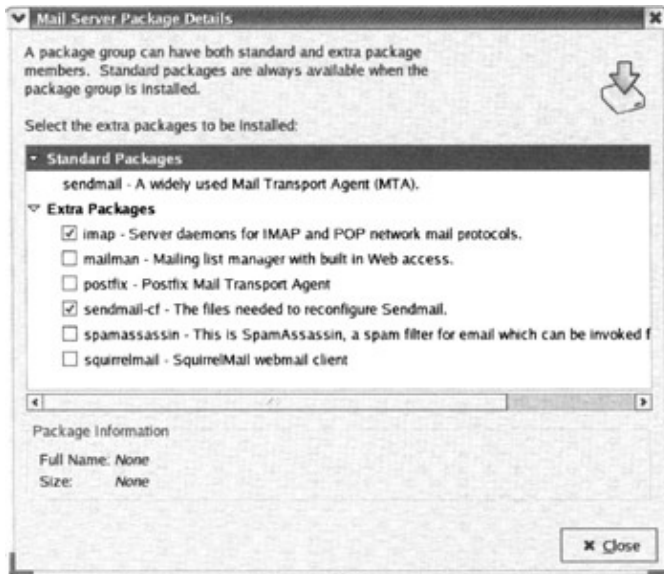 Mail Server Package Details
A package group can have both standard and extra package
members. Standard packages are always available when the
package group is installed.
Select the extra packages to be installed:
Standard Packages
sendmail - A widely used Mail Transport Agent (MTA).
Extra Packages
imap - Server daemons for IMAP and POP network mail protocols.
mailman - Mailing list manager with built in Web access.
postfix - Postfix Mail Transport Agent
sendmail-cf - The files needed to reconfigure Sendmail.
spamassassin - This is SpamAssassin, a spam filter for email which can be invoked f
squirrelmail - SquirrelMail webmail client
Package Information
Full Name: None
Size: None
Close